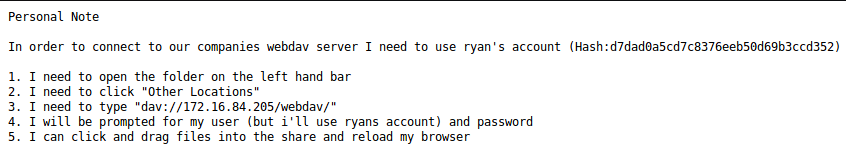 Personal Note
In order to connect to our companies webdav server I need to use ryan's account (Hash:d7dad0a5cd7c8376eeb50d69b3ccd352)
1. I need to open the folder on the left hand bar
2. I need to click "Other Locations"
3. I need to type "dav://172.16.84.205/webdav/"
4. I will be prompted for my user (but i'll use ryans account) and password
5. I can click and drag files into the share and reload my browser